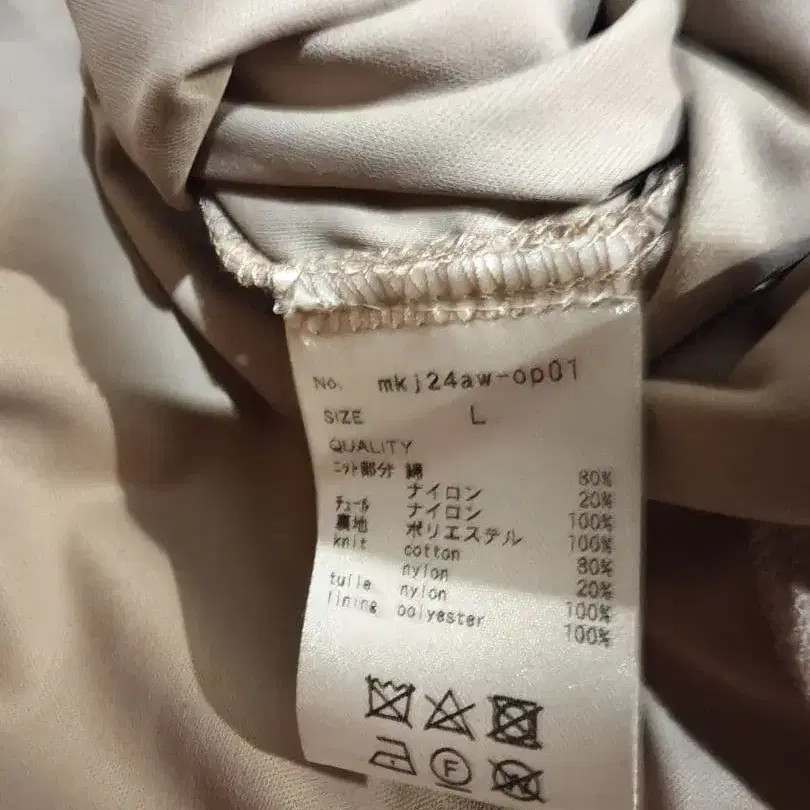 No. mkj24aw-op01
SIZE L
QUALITY
ニット部分 綿 80%
ナイロン 20%
チュール ナイロン 100%
裏地 ポリエステル 100%
knit cotton 80%
nylon 20%
tulle nylon 100%
lining polyester 100%
F